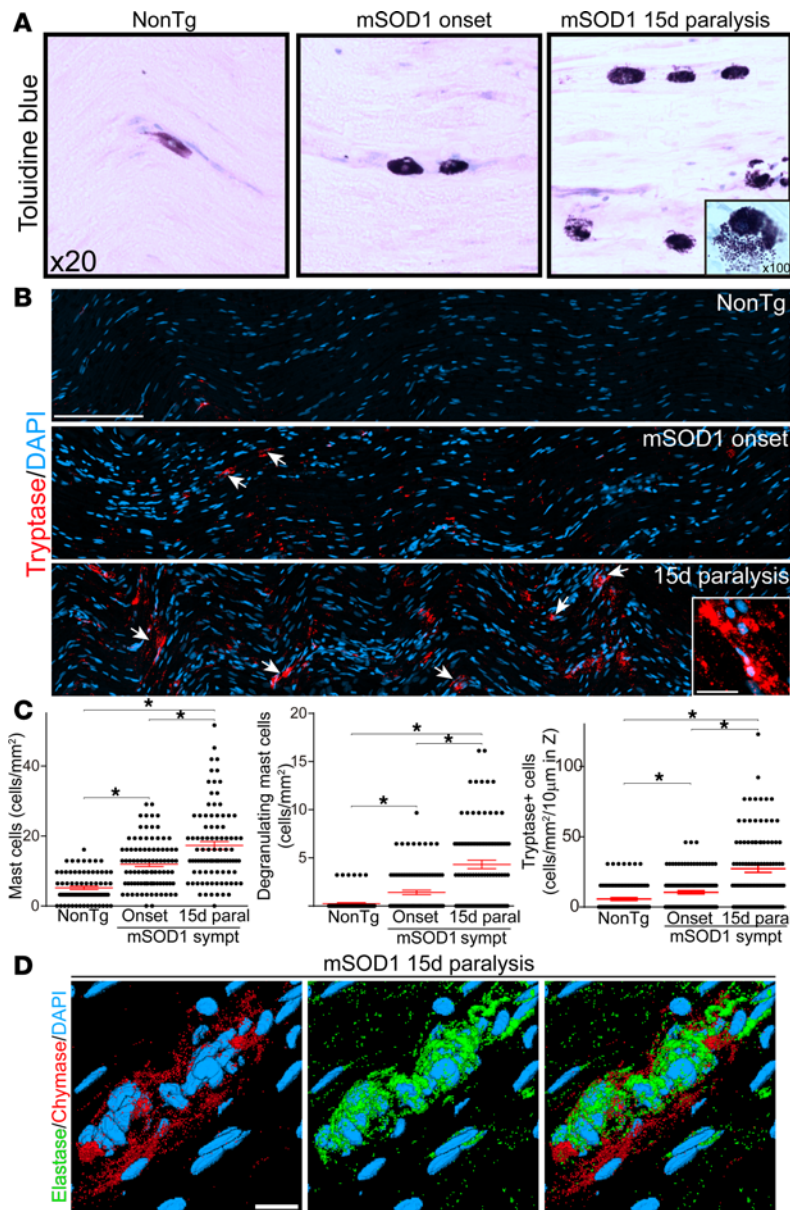 A
NonTg
mSOD1 onset
mSOD1 15d paralysis
Toluidine blue
x20
x100
B
Tryptase/DAPI
NonTg
mSOD1 onset
15d paralysis
C
Mast cells (cells/mm²)
60
40
20
0
NonTg
Onset
15d paral
mSOD1 sympt
*
*
*
Degranulating mast cells
(cells/mm²)
20
15
10
5
NonTg
Onset
15d paral
mSOD1 sympt
*
*
*
Tryptase+ cells
(cells/mm²/10μm in Z)
100
50
0
NonTg
Onset
15d para
mSOD1 sympt
*
*
*
D
mSOD1 15d paralysis
Elastase/Chymase/DAPI